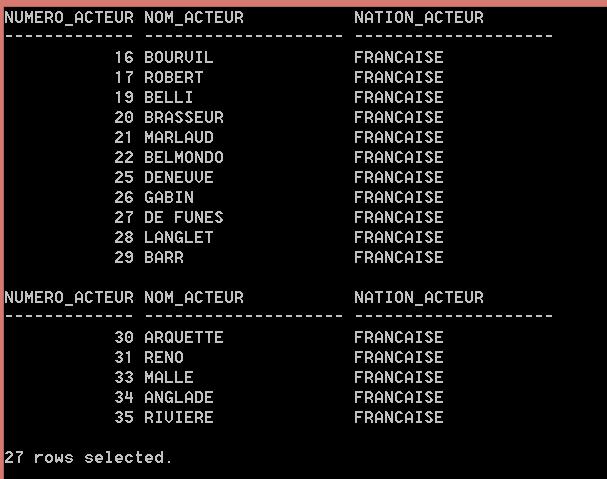 NUMERO_ACTEUR NOM_ACTEUR           NATION_ACTEUR
------------- -------------------- --------------------
           16 BOURVIL              FRANCAISE
           17 ROBERT               FRANCAISE
           19 BELLI                FRANCAISE
           20 BRASSEUR             FRANCAISE
           21 MARLAUD              FRANCAISE
           22 BELMONDO             FRANCAISE
           25 DENEUVE              FRANCAISE
           26 GABIN                FRANCAISE
           27 DE FUNES             FRANCAISE
           28 LANGLET              FRANCAISE
           29 BARR                 FRANCAISE
NUMERO_ACTEUR NOM_ACTEUR           NATION_ACTEUR
------------- -------------------- --------------------
           30 ARQUETTE             FRANCAISE
           31 RENO                 FRANCAISE
           33 MALLE                FRANCAISE
           34 ANGLADE              FRANCAISE
           35 RIVIERE              FRANCAISE
27 rows selected.